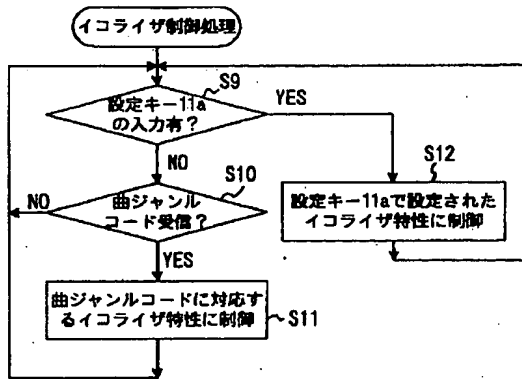 イコライザ制御処理
S9
設定キー11a
の入力有?
YES
NO
S10
曲ジャンル
コード受信?
NO
YES
S12
設定キー11aで設定された
イコライザ特性に制御
曲ジャンルコードに対応す
るイコライザ特性に制御
S11